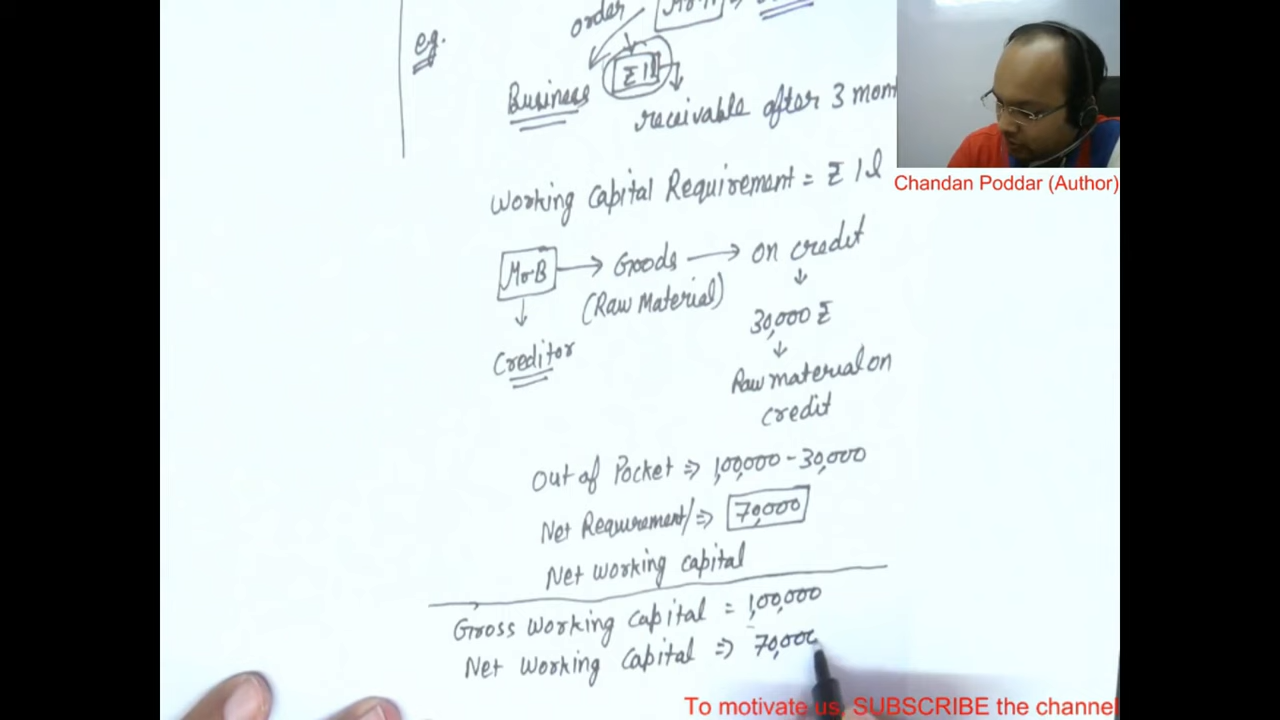 order
eg.
₹ 1l
Business
receivable after 3 mon
Working Capital Requirement = ₹ 1l
Chandan Poddar (Author)
Mr. B → Goods → on credit
(Raw Material)
30,000 ₹
Creditor
Raw material on
credit
Out of Pocket ⇒ 1,00,000 - 30,000
Net Requirement/ ⇒ 70,000
Net working capital
Gross working capital = 1,00,000
Net working capital ⇒ 70,000
To motivate us, SUBSCRIBE the channel